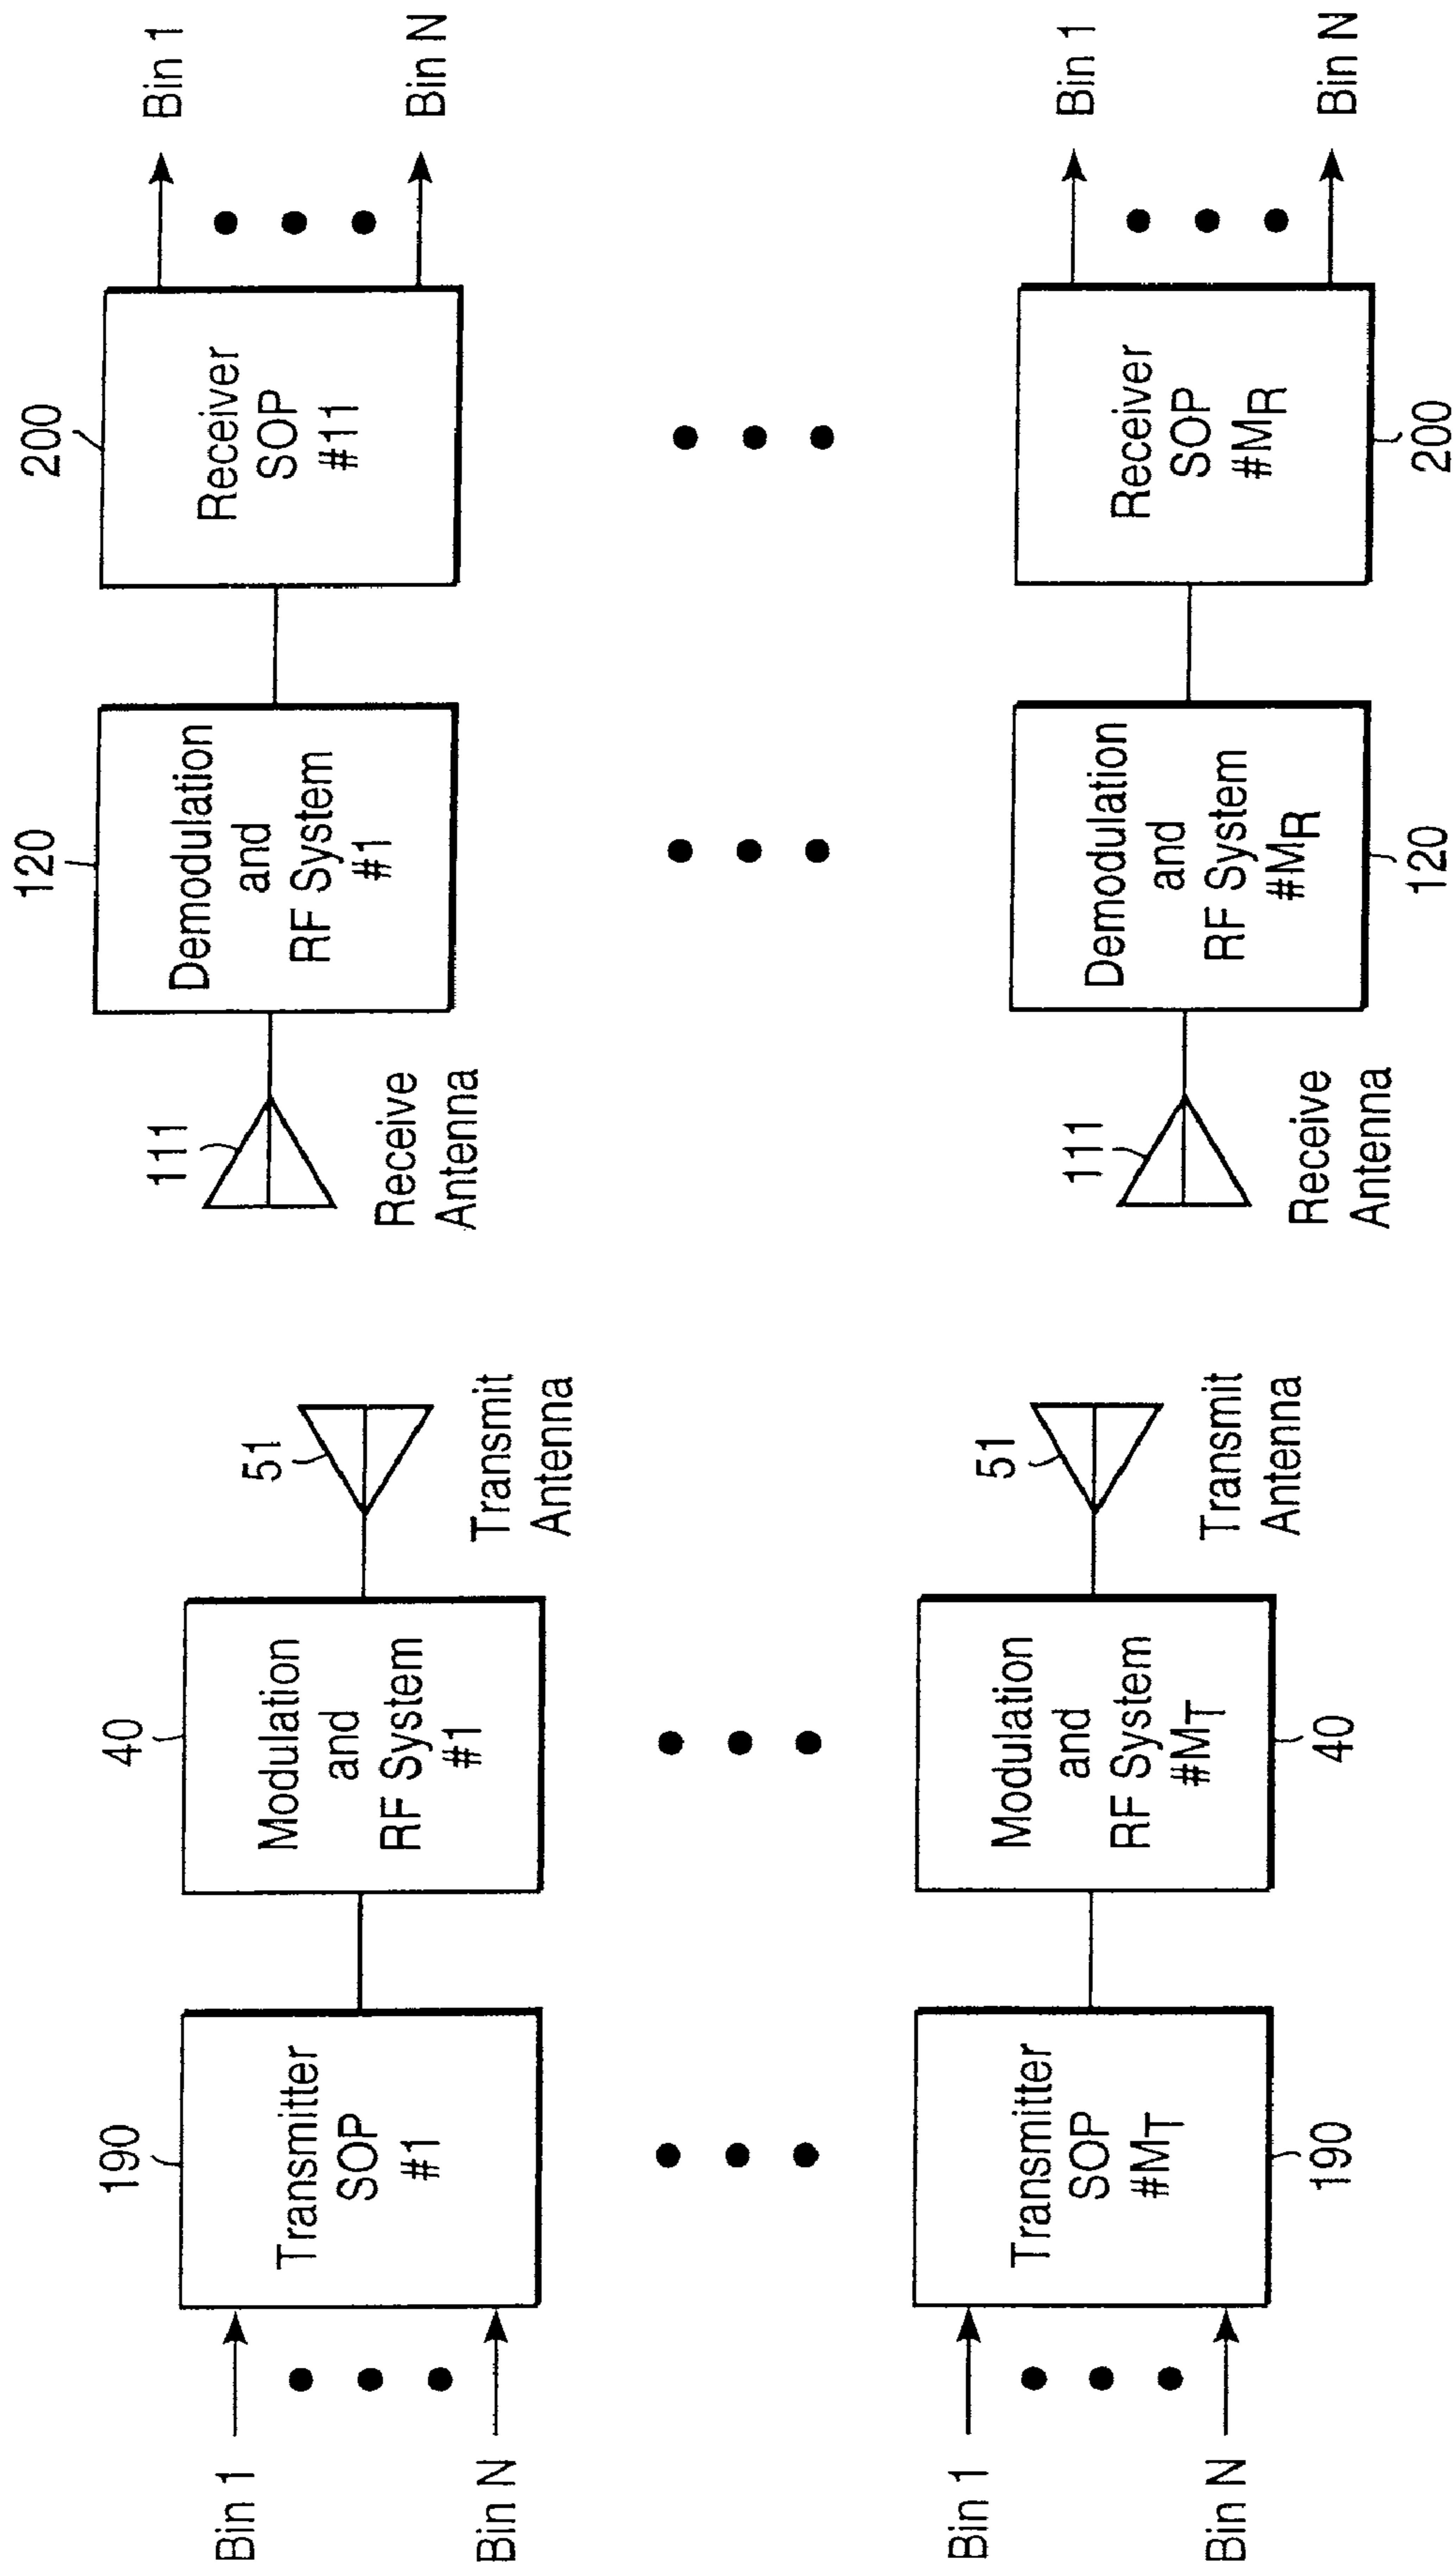 Bin 1
Bin N
190
Transmitter
SOP
#1
40
Modulation
and
RF System
#1
51
Transmit
Antenna
111
Receive
Antenna
120
Demodulation
and
RF System
#1
200
Receiver
SOP
#11
Bin 1
Bin N
Bin 1
Bin N
Transmitter
SOP
#MT
190
Modulation
and
RF System
#MT
40
51
Transmit
Antenna
111
Receive
Antenna
Demodulation
and
RF System
#MR
120
Receiver
SOP
#MR
200
Bin 1
Bin N